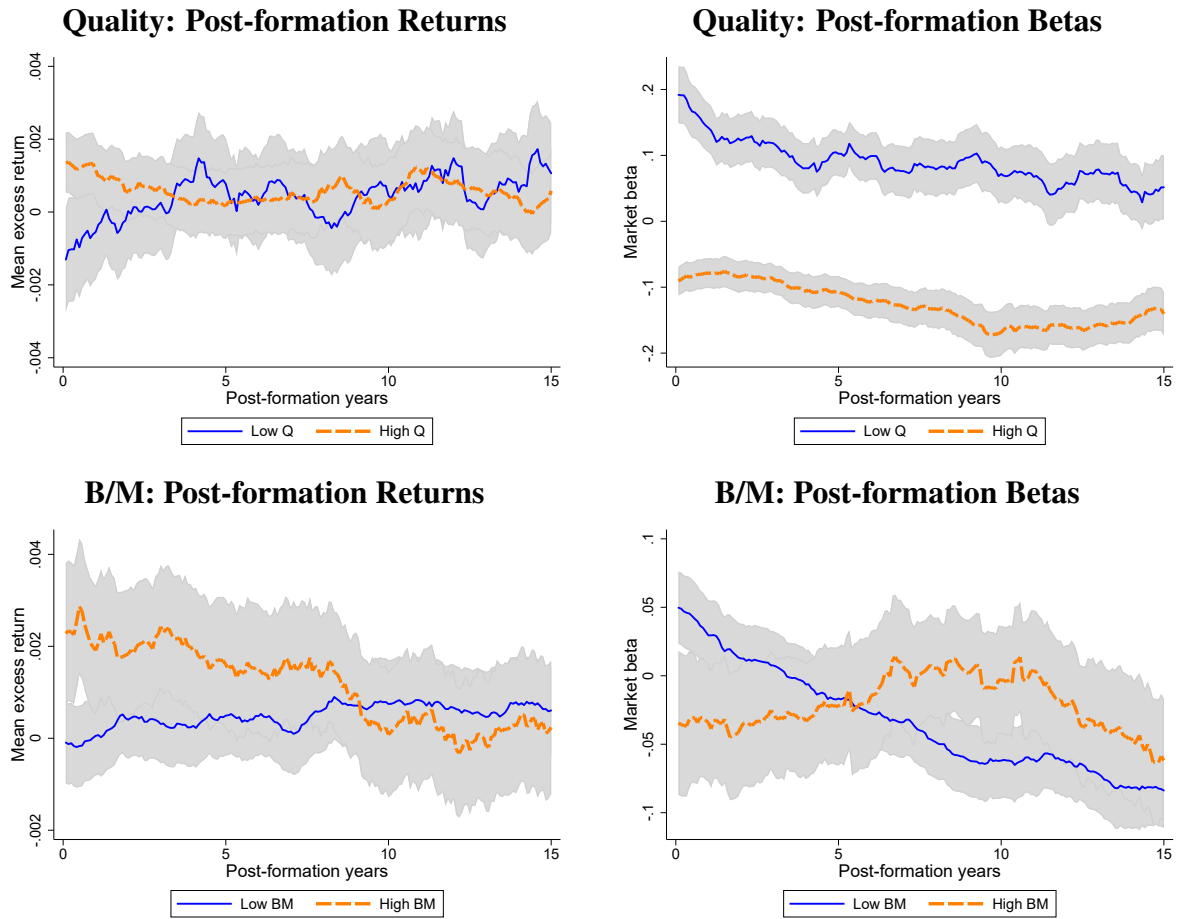 Quality: Post-formation Returns
Mean excess return
.004
.002
0
-.002
-.004
0 5 10 15
Post-formation years
Low Q High Q
Quality: Post-formation Betas
Market beta
.2
.1
0
-.1
-.2
0 5 10 15
Post-formation years
Low Q High Q
B/M: Post-formation Returns
Mean excess return
.004
.002
0
-.002
0 5 10 15
Post-formation years
Low BM High BM
B/M: Post-formation Betas
Market beta
.1
.05
0
-.05
-.1
0 5 10 15
Post-formation years
Low BM High BM